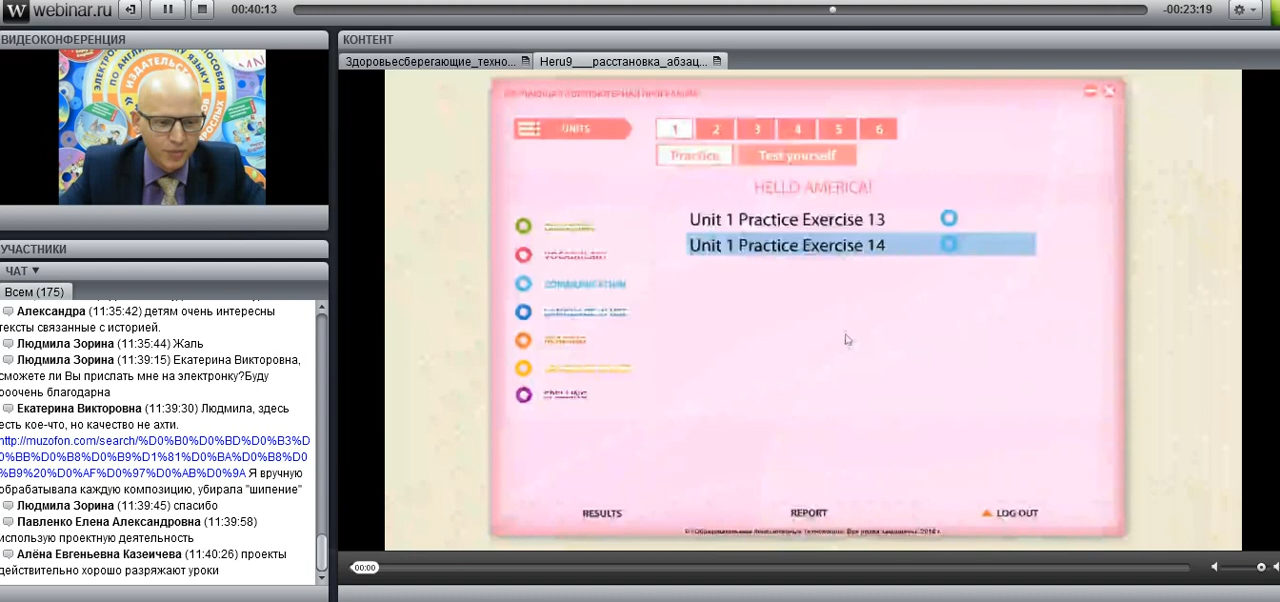 webinar.ru
00:40:13
-00:23:19
ВИДЕОКОНФЕРЕНЦИЯ
КОНТЕНТ
Здоровьесберегающие_техно...
Heru9___расстановка_абзац...
ИЗДАТЕЛЬСТВО
UNITS
1 2 3 4 5 6
Practice
Test yourself
HELLO AMERICA!
Unit 1 Practice Exercise 13
Unit 1 Practice Exercise 14
VOCABULARY
COMMUNICATION
READING
SPELLING
RESULTS
REPORT
LOG OUT
УЧАСТНИКИ
ЧАТ ▼
Всем (175)
Александра (11:35:42) детям очень интересны
тексты связанные с историей.
Людмила Зорина (11:35:44) Жаль
Людмила Зорина (11:39:15) Екатерина Викторовна,
сможете ли Вы прислать мне на электронку?Буду
рооочень благодарна
Екатерина Викторовна (11:39:30) Людмила, здесь
есть кое-что, но качество не ахти.
http://muzofon.com/search/%D0%B0%D0%BD%D0%B3%D
0%BB%D0%B8%D0%B9%D1%81%D0%BA%D0%B8%D0
%B9%20%D0%AF%D0%97%D0%AB%D0%9A Я вручную
обрабатывала каждую композицию, убирала "шипение"
Людмила Зорина (11:39:45) спасибо
Павленко Елена Александровна (11:39:58)
использую проектную деятельность
Алёна Евгеньевна Казеичева (11:40:26) проекты
действительно хорошо разряжают уроки
00:00